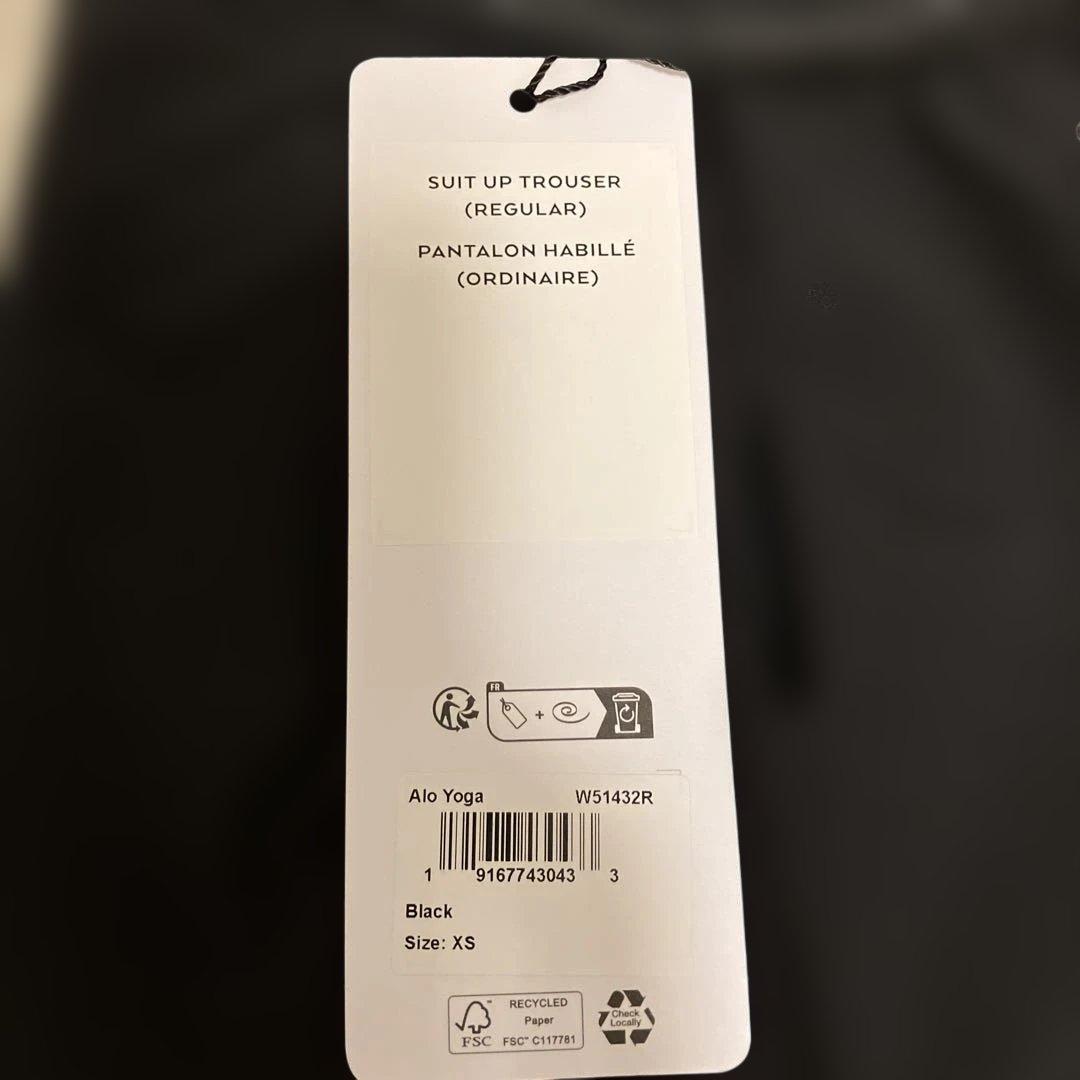 SUIT UP TROUSER
(REGULAR)
PANTALON HABILLÉ
(ORDINAIRE)
FR
+
Alo Yoga W51432R
1 9167743043 3
Black
Size: XS
RECYCLED
Paper
FSC™ C117781
FSC
Check
Locally